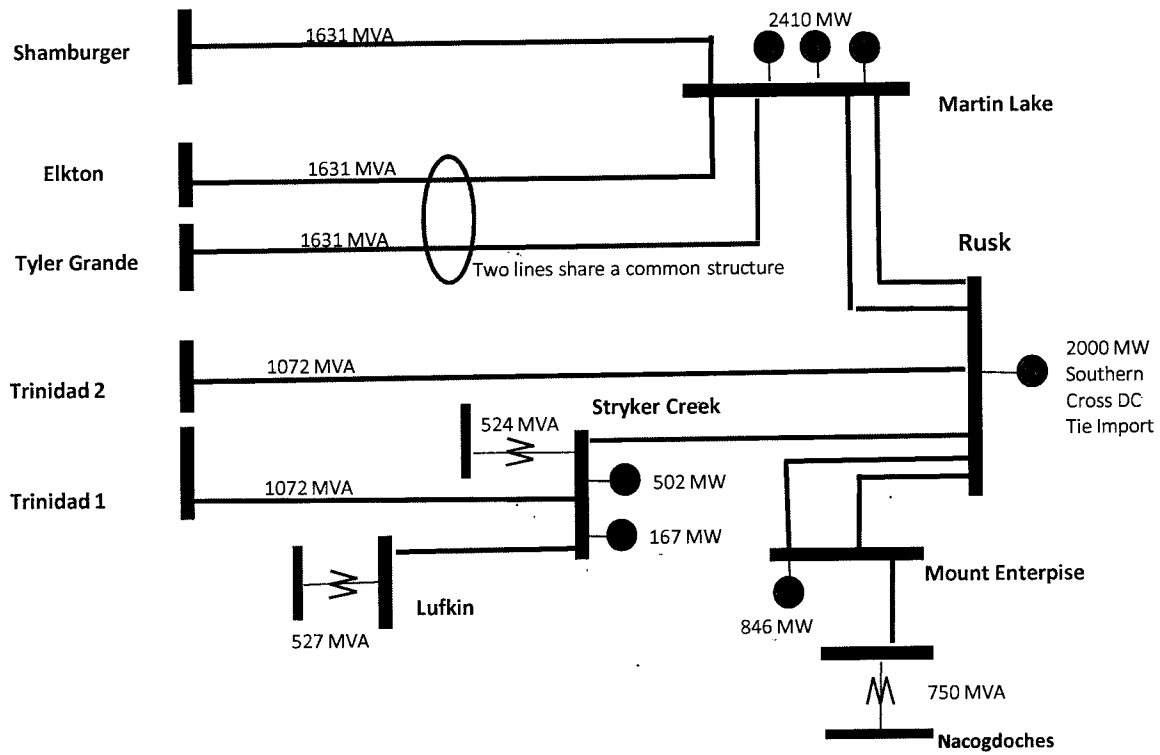 2410 MW
Shamburger
1631 MVA
Martin Lake
Elkton
1631 MVA
Tyler Grande
1631 MVA
Two lines share a common structure
Rusk
Trinidad 2
1072 MVA
2000 MW
Southern
Cross DC
Tie Import
Stryker Creek
524 MVA
502 MW
Trinidad 1
1072 MVA
167 MW
Lufkin
527 MVA
Mount Enterpise
846 MW
750 MVA
Nacogdoches